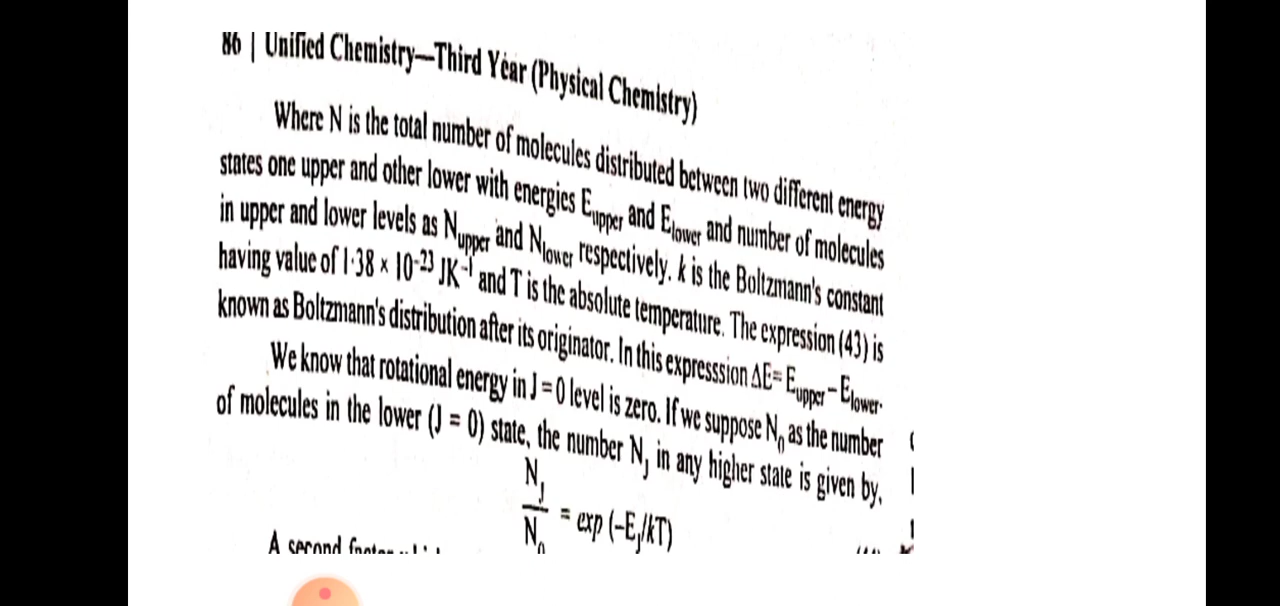 86 | Unified Chemistry—Third Year (Physical Chemistry)
Where N is the total number of molecules distributed between two different energy
states one upper and other lower with energies E_upper and E_lower and number of molecules
in upper and lower levels as N_upper and N_lower respectively. k is the Boltzmann's constant
having value of 1·38 × 10⁻²³ JK⁻¹ and T is the absolute temperature. The expression (43) is
known as Boltzmann's distribution after its originator. In this expresssion ΔE= E_upper – E_lower.
We know that rotational energy in J = 0 level is zero. If we suppose N₀ as the number
of molecules in the lower (J = 0) state, the number N_J in any higher state is given by,
N_J / N₀ = exp (–E_J/kT)
A second